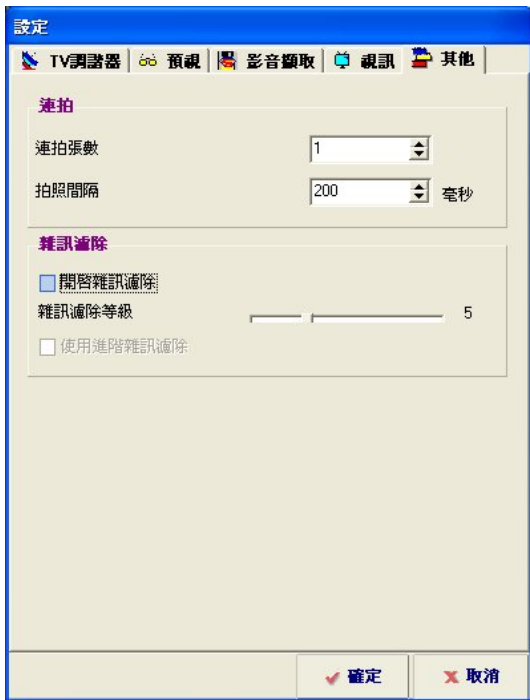 設定
TV調諧器 預視 影音擷取 視訊 其他
連拍
連拍張數 1
拍照間隔 200 毫秒
雜訊濾除
開啓雜訊濾除
雜訊濾除等級 5
使用進階雜訊濾除
確定 取消